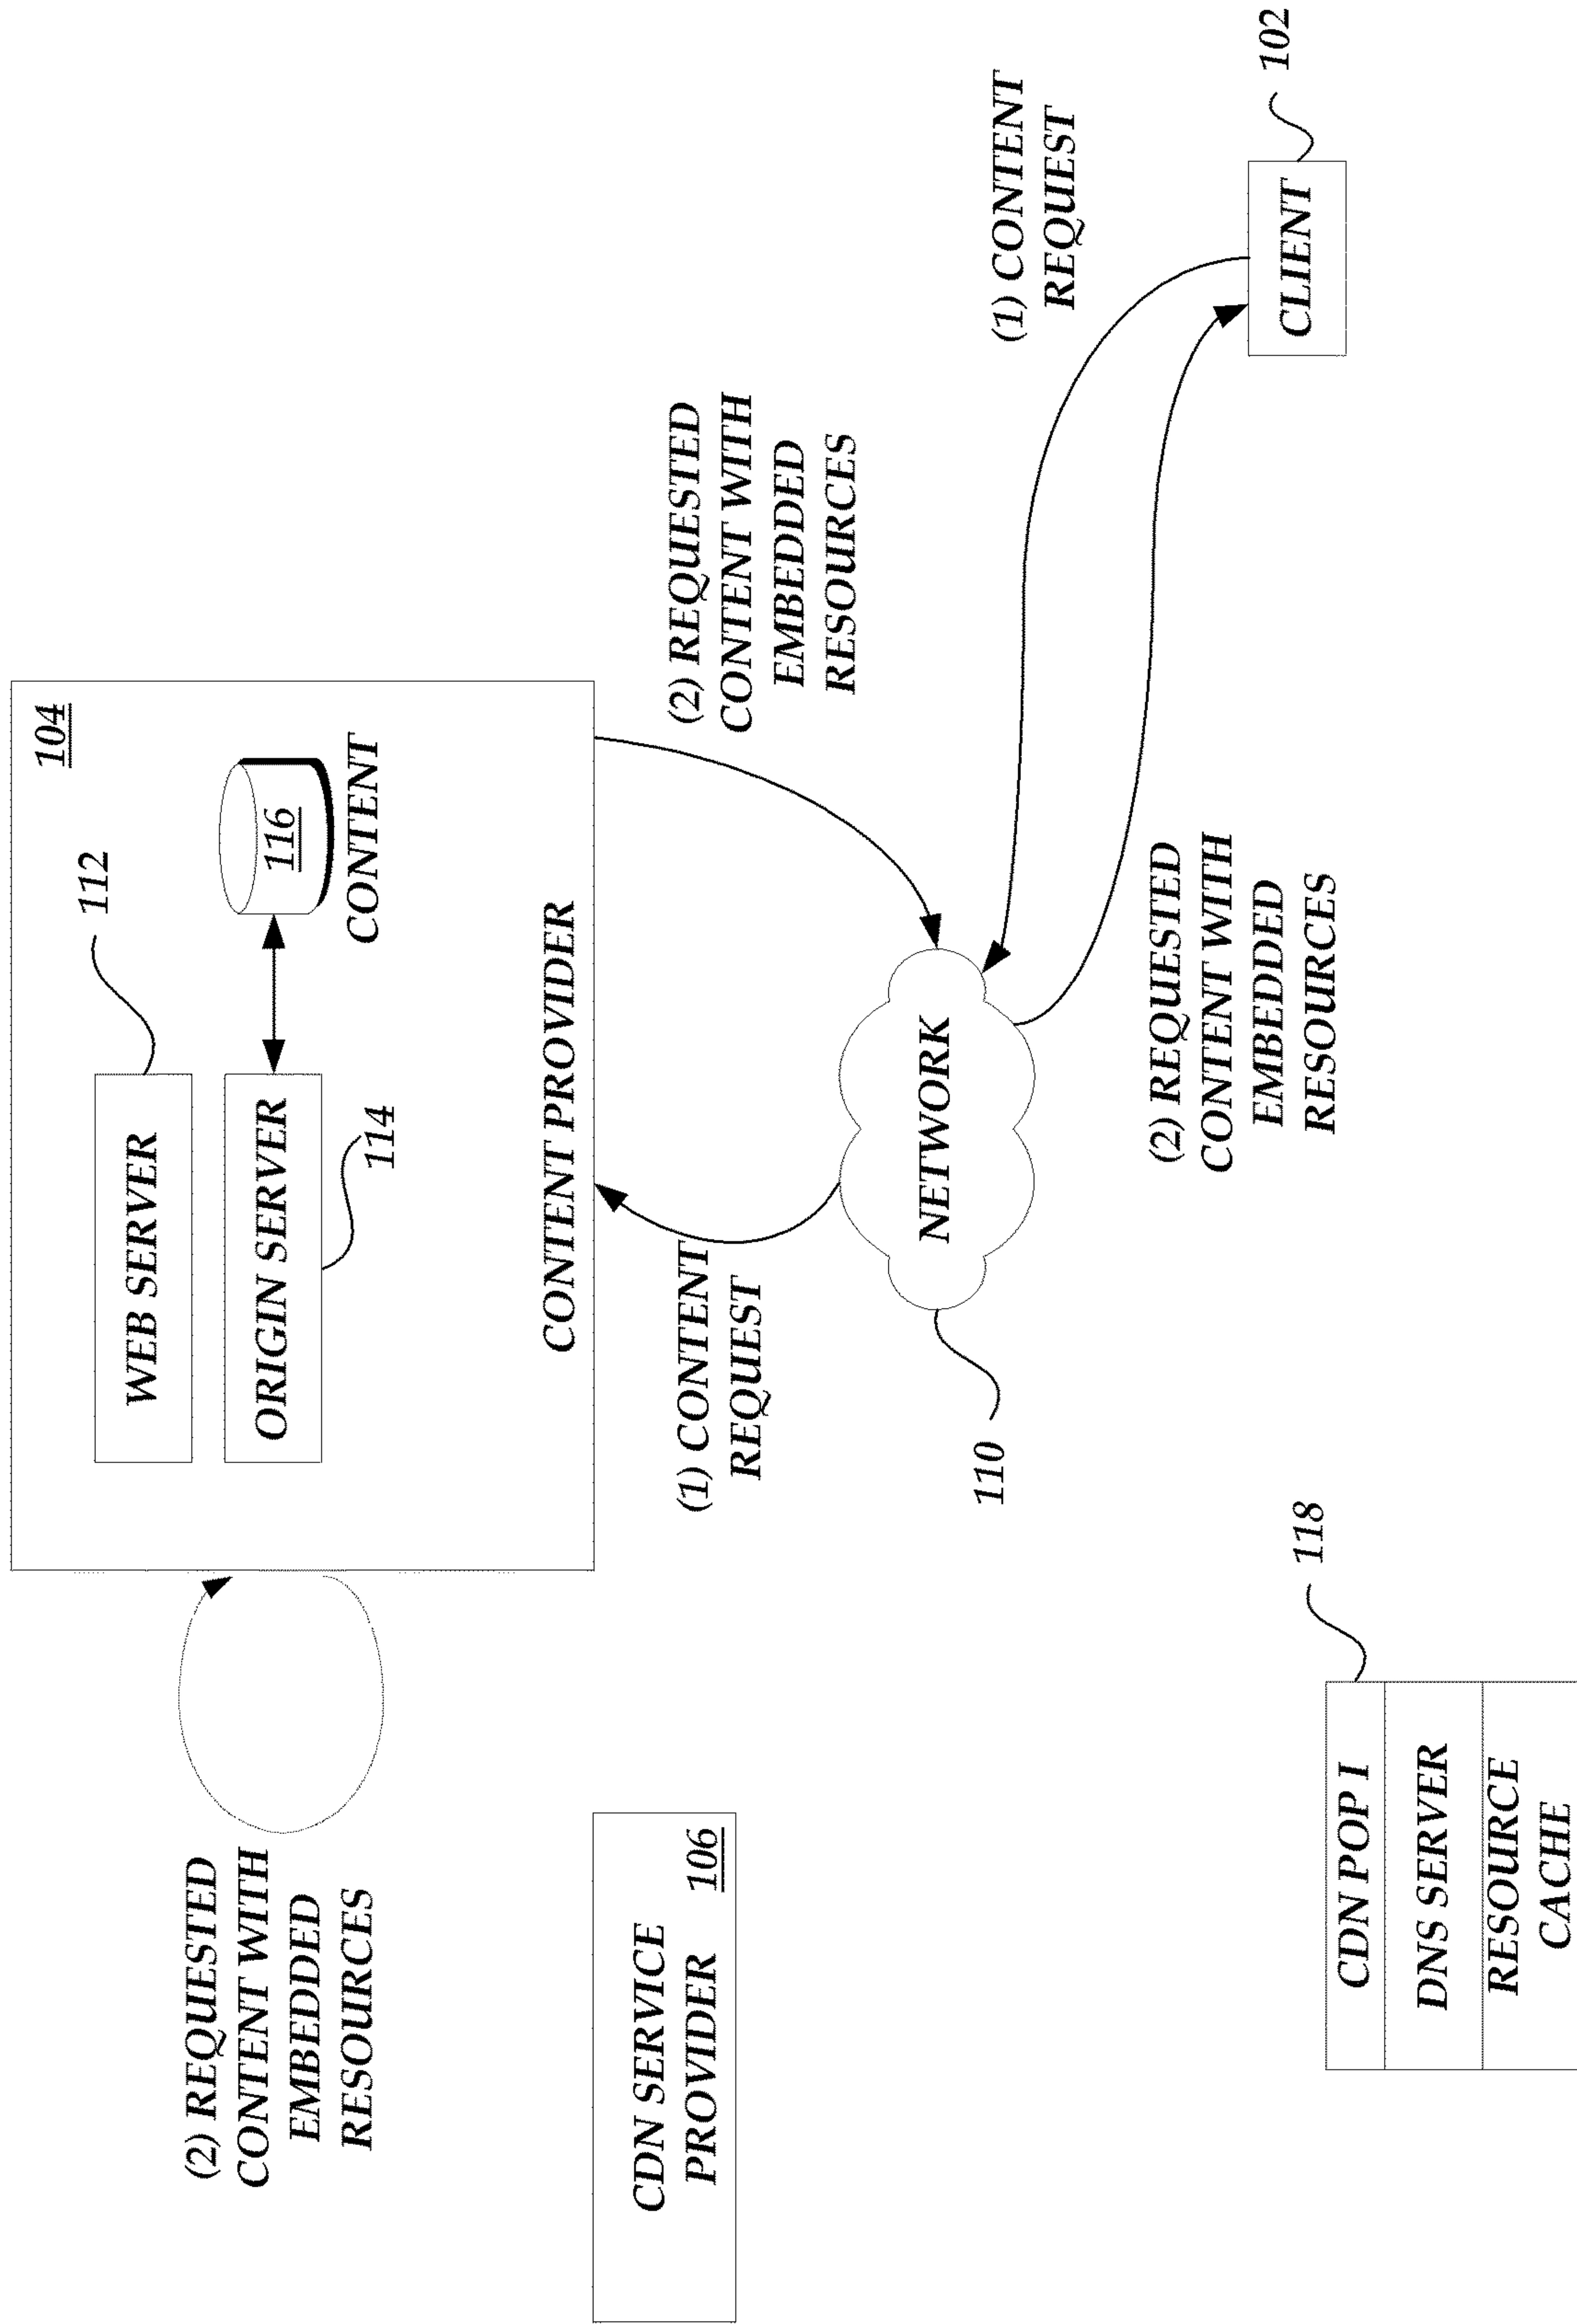 (2) REQUESTED
CONTENT WITH
EMBEDDED
RESOURCES
104
WEB SERVER
112
ORIGIN SERVER
114
116
CONTENT
CONTENT PROVIDER
CDN SERVICE
PROVIDER 106
(1) CONTENT
REQUEST
(2) REQUESTED
CONTENT WITH
EMBEDDED
RESOURCES
NETWORK
110
(1) CONTENT
REQUEST
(2) REQUESTED
CONTENT WITH
EMBEDDED
RESOURCES
CLIENT
102
CDN POP I
118
DNS SERVER
RESOURCE
CACHE